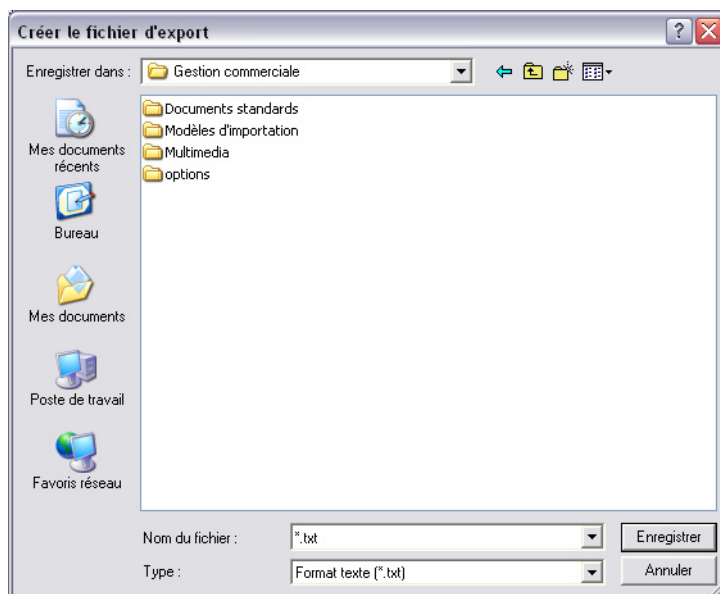 Créer le fichier d'export
Enregistrer dans :
Gestion commerciale
Documents standards
Modèles d'importation
Multimedia
options
Mes documents
récents
Bureau
Mes documents
Poste de travail
Favoris réseau
Nom du fichier :
*.txt
Enregistrer
Type :
Format texte (*.txt)
Annuler